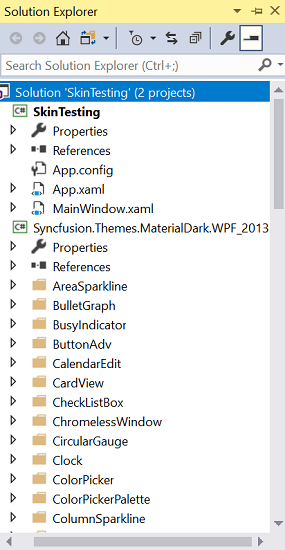 Solution Explorer
Search Solution Explorer (Ctrl+;)
Solution 'SkinTesting' (2 projects)
C# SkinTesting
Properties
References
App.config
App.xaml
MainWindow.xaml
C# Syncfusion.Themes.MaterialDark.WPF_2013
Properties
References
AreaSparkline
BulletGraph
BusyIndicator
ButtonAdv
CalendarEdit
CardView
CheckListBox
ChromelessWindow
CircularGauge
Clock
ColorPicker
ColorPickerPalette
ColumnSparkline